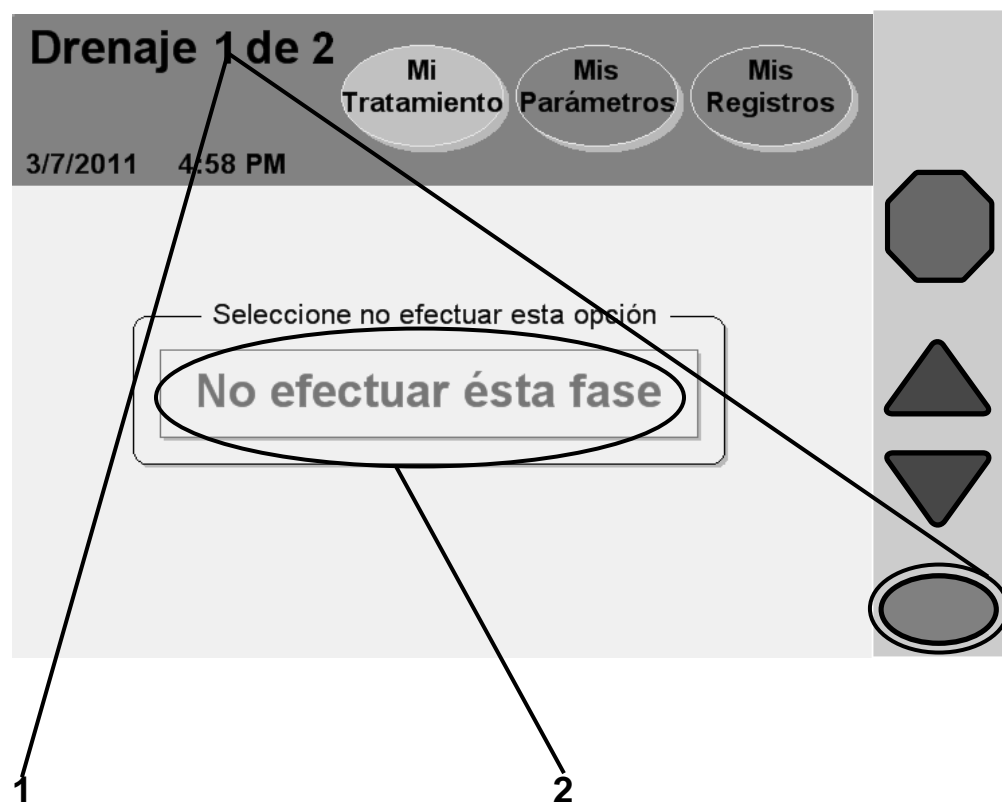 Drenaje 1 de 2
Mi
Tratamiento
Mis
Parámetros
Mis
Registros
3/7/2011 4:58 PM
Seleccione no efectuar esta opción
No efectuar ésta fase
1
2